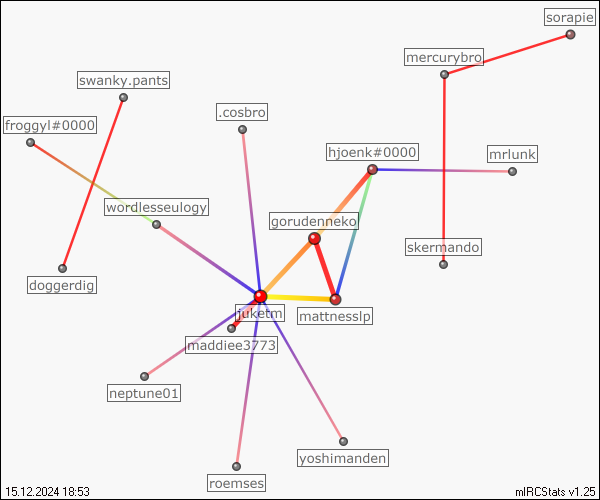 sorapie
mercurybro
swanky.pants
.cosbro
froggyl#0000
hjoenk#0000
mrlunk
wordlesseulogy
gorudenneko
skermando
doggerdig
juketm
mattnesslp
maddiee3773
neptune01
yoshimanden
roemses
15.12.2024 18:53
mIRCStats v1.25